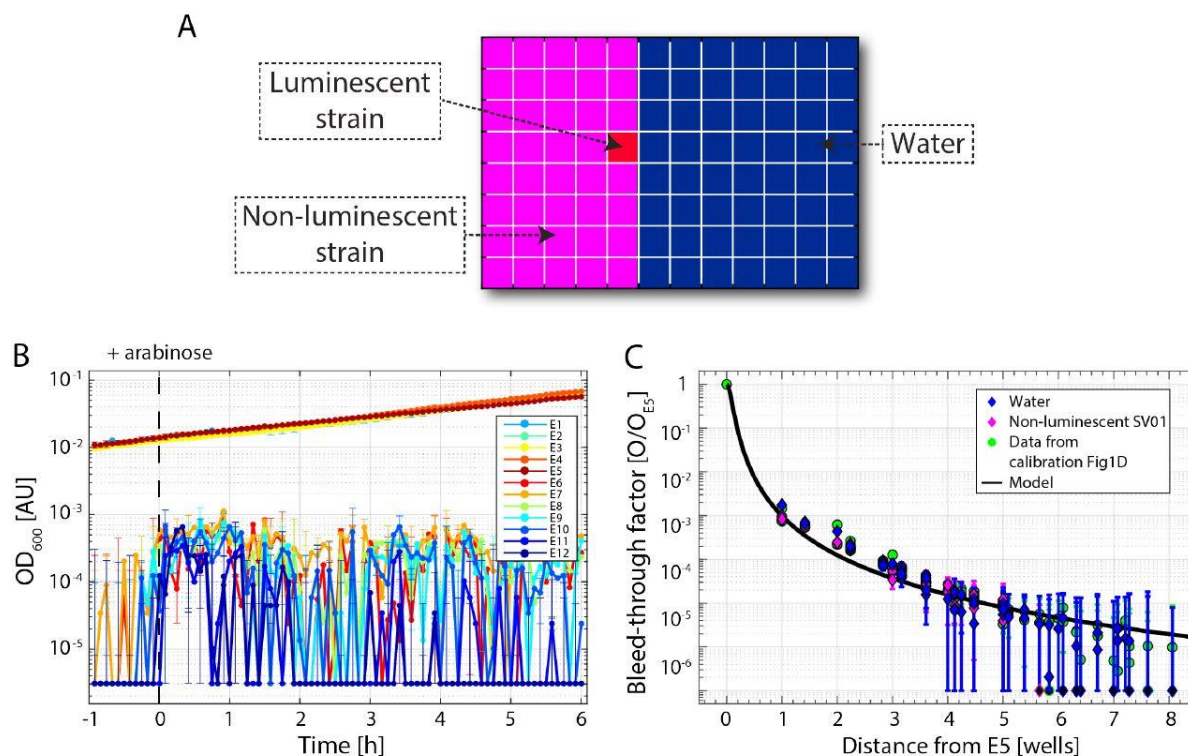 A
Luminescent
strain
Water
Non-luminescent
strain
B
+ arabinose
10-1
10-2
10-3
10-4
10-5
OD600 [AU]
-1 0 1 2 3 4 5 6
Time [h]
E1
E2
E3
E4
E5
E6
E7
E8
E9
E10
E11
E12
C
1
10-1
10-2
10-3
10-4
10-5
10-6
Bleed-through factor [O/OE5]
0 1 2 3 4 5 6 7 8
Distance from E5 [wells]
Water
Non-luminescent SV01
Data from
calibration Fig1D
Model